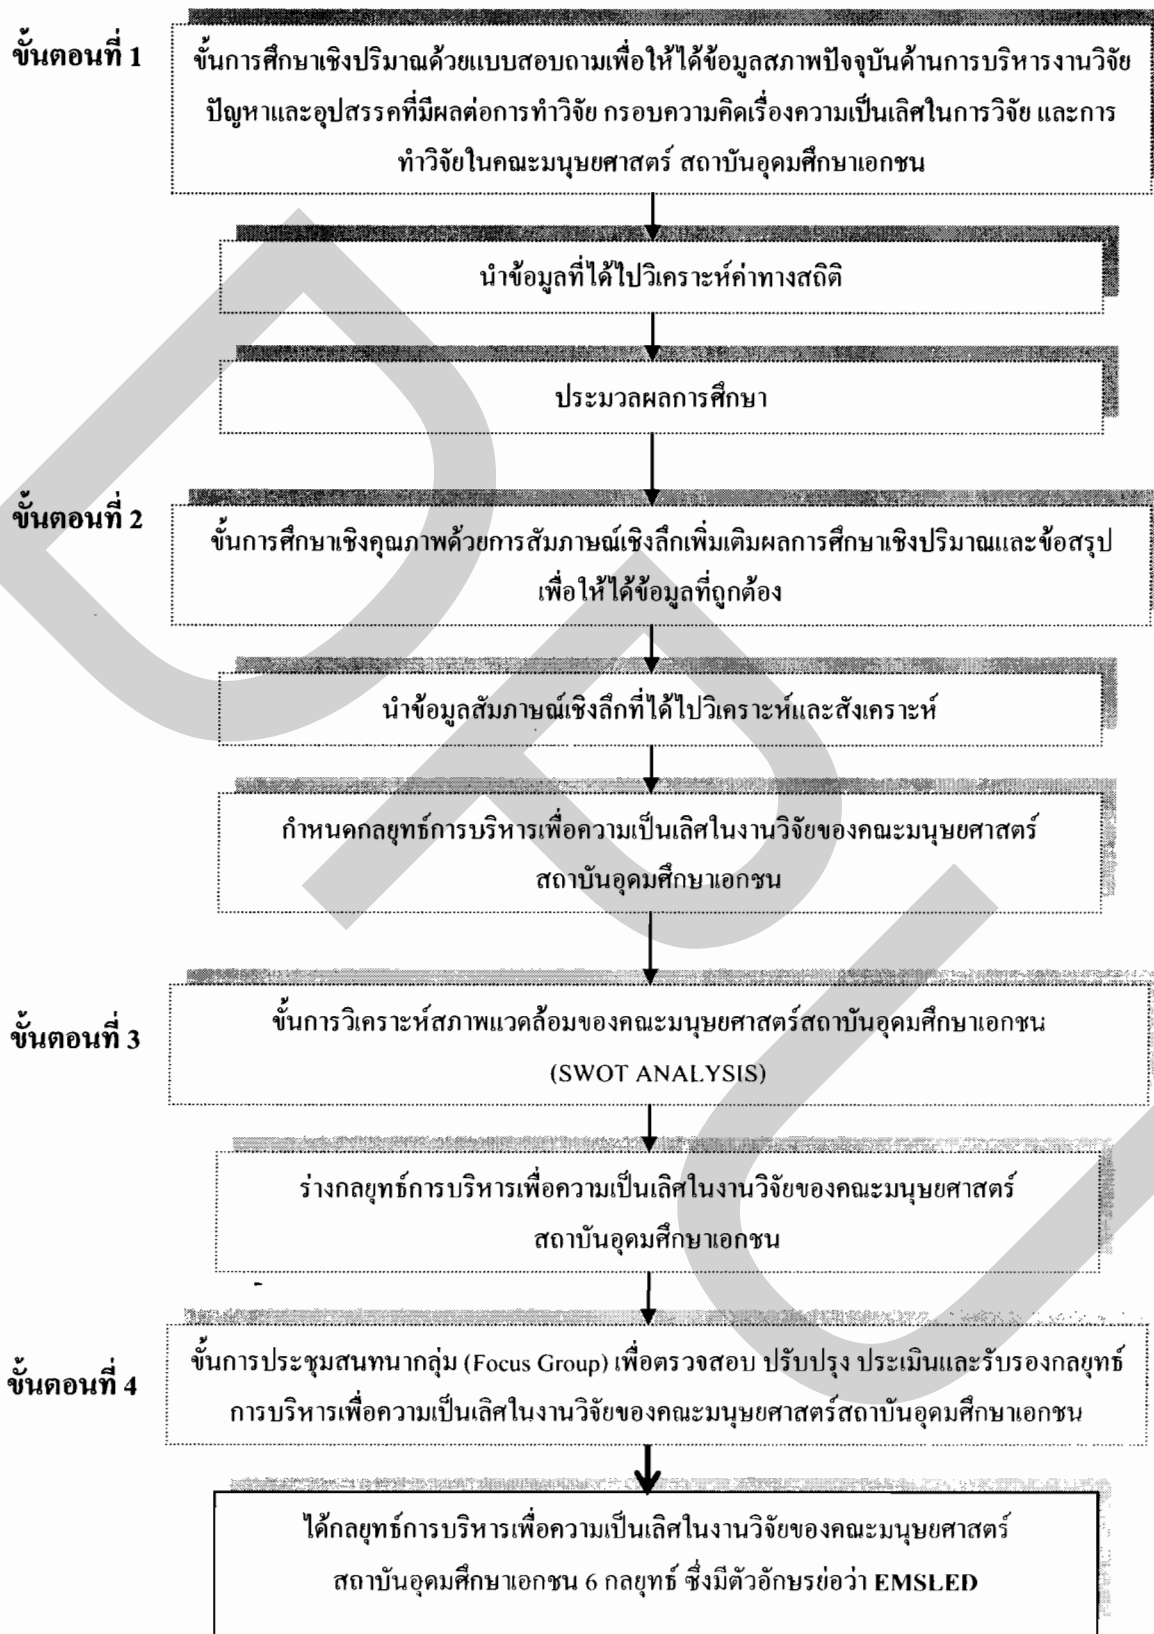 ขั้นตอนที่ 1
ขั้นการศึกษาเชิงปริมาณด้วยแบบสอบถามเพื่อให้ได้ข้อมูลสภาพปัจจุบันด้านการบริหารงานวิจัย
ปัญหาและอุปสรรคที่มีผลต่อการทำวิจัย กรอบความคิดเรื่องความเป็นเลิศในการวิจัย และการ
ทำวิจัยในคณะมนุษยศาสตร์ สถาบันอุดมศึกษาเอกชน
นำข้อมูลที่ได้ไปวิเคราะห์ค่าทางสถิติ
ประมวลผลการศึกษา
ขั้นตอนที่ 2
ขั้นการศึกษาเชิงคุณภาพด้วยการสัมภาษณ์เชิงลึกเพิ่มเติมผลการศึกษาเชิงปริมาณและข้อสรุป
เพื่อให้ได้ข้อมูลที่ถูกต้อง
นำข้อมูลสัมภาษณ์เชิงลึกที่ได้ไปวิเคราะห์และสังเคราะห์
กำหนดกลยุทธ์การบริหารเพื่อความเป็นเลิศในงานวิจัยของคณะมนุษยศาสตร์
สถาบันอุดมศึกษาเอกชน
ขั้นตอนที่ 3
ขั้นการวิเคราะห์สภาพแวดล้อมของคณะมนุษยศาสตร์สถาบันอุดมศึกษาเอกชน
(SWOT ANALYSIS)
ร่างกลยุทธ์การบริหารเพื่อความเป็นเลิศในงานวิจัยของคณะมนุษยศาสตร์
สถาบันอุดมศึกษาเอกชน
ขั้นตอนที่ 4
ขั้นการประชุมสนทนากลุ่ม (Focus Group) เพื่อตรวจสอบ ปรับปรุง ประเมินและรับรองกลยุทธ์
การบริหารเพื่อความเป็นเลิศในงานวิจัยของคณะมนุษยศาสตร์สถาบันอุดมศึกษาเอกชน
ได้กลยุทธ์การบริหารเพื่อความเป็นเลิศในงานวิจัยของคณะมนุษยศาสตร์
สถาบันอุดมศึกษาเอกชน 6 กลยุทธ์ ซึ่งมีตัวอักษรย่อว่า EMSLED
DPU